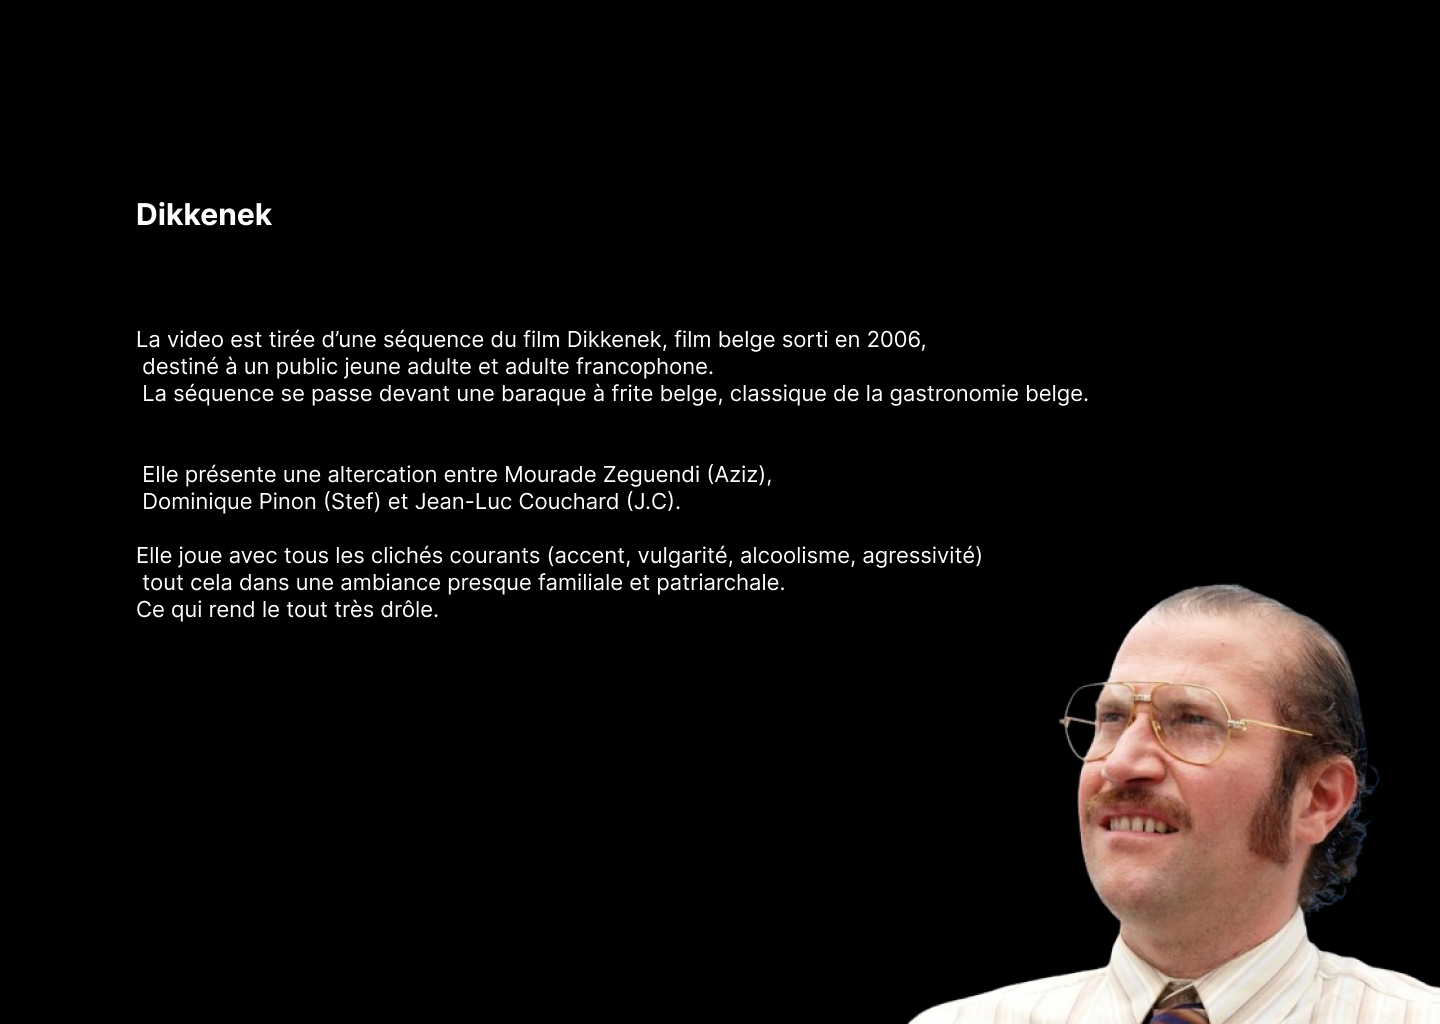 Dikkenek
La video est tirée d’une séquence du film Dikkenek, film belge sorti en 2006,
destiné à un public jeune adulte et adulte francophone.
La séquence se passe devant une baraque à frite belge, classique de la gastronomie belge.
Elle présente une altercation entre Mourade Zeguendi (Aziz),
Dominique Pinon (Stef) et Jean-Luc Couchard (J.C).
Elle joue avec tous les clichés courants (accent, vulgarité, alcoolisme, agressivité)
tout cela dans une ambiance presque familiale et patriarchale.
Ce qui rend le tout très drôle.